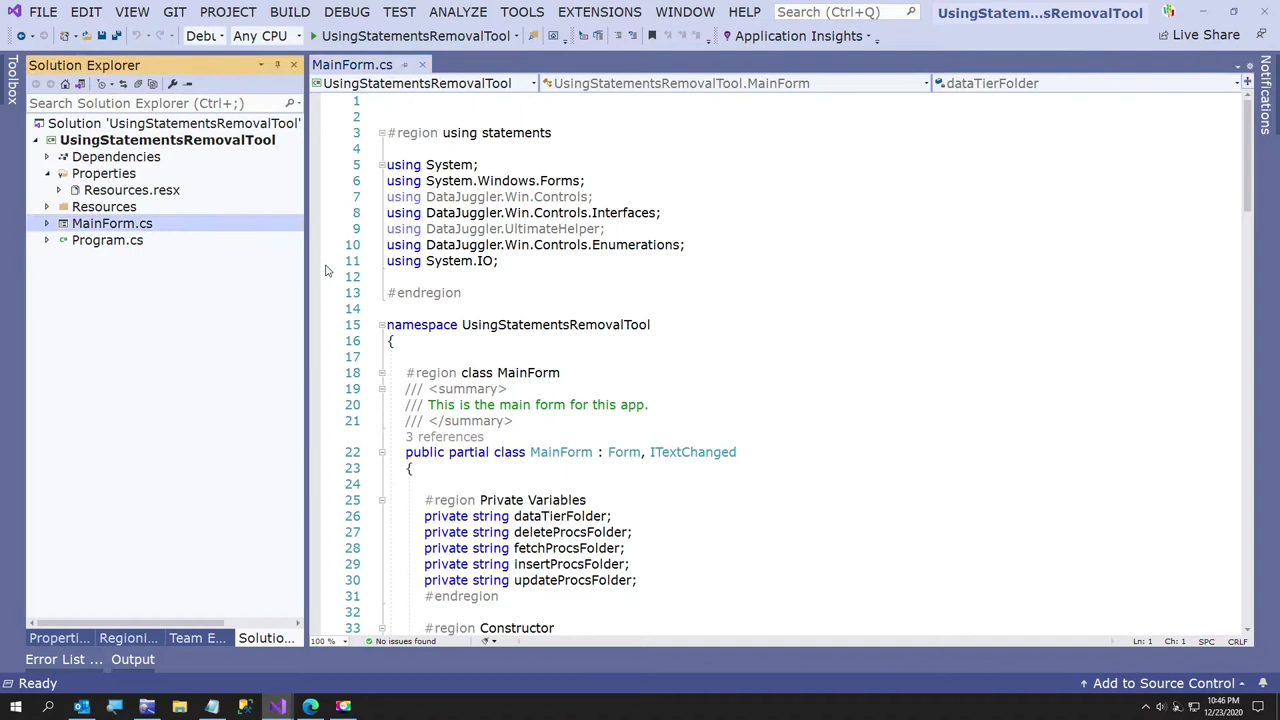 FILE EDIT VIEW GIT PROJECT BUILD DEBUG TEST ANALYZE TOOLS EXTENSIONS WINDOW HELP Search (Ctrl+Q) UsingStatem...sRemovalTool
Debu Any CPU UsingStatementsRemovalTool Application Insights Live Share
Toolbox
Solution Explorer
Search Solution Explorer (Ctrl+;)
Solution 'UsingStatementsRemovalTool'
UsingStatementsRemovalTool
Dependencies
Properties
Resources.resx
Resources
MainForm.cs
Program.cs
Properti... Regioni... Team E... Solutio...
MainForm.cs
UsingStatementsRemovalTool UsingStatementsRemovalTool.MainForm dataTierFolder
1
2
3 #region using statements
4
5 using System;
6 using System.Windows.Forms;
7 using DataJuggler.Win.Controls;
8 using DataJuggler.Win.Controls.Interfaces;
9 using DataJuggler.UltimateHelper;
10 using DataJuggler.Win.Controls.Enumerations;
11 using System.IO;
12
13 #endregion
14
15 namespace UsingStatementsRemovalTool
16 {
17
18 #region class MainForm
19 /// <summary>
20 /// This is the main form for this app.
21 /// </summary>
3 references
22 public partial class MainForm : Form, ITextChanged
23 {
24
25 #region Private Variables
26 private string dataTierFolder;
27 private string deleteProcsFolder;
28 private string fetchProcsFolder;
29 private string insertProcsFolder;
30 private string updateProcsFolder;
31 #endregion
32
33 #region Constructor
100 % No issues found Ln: 1 Ch: 1 SPC CRLF
Notifications
Error List ... Output
Ready Add to Source Control
10:46 PM
12/23/2020